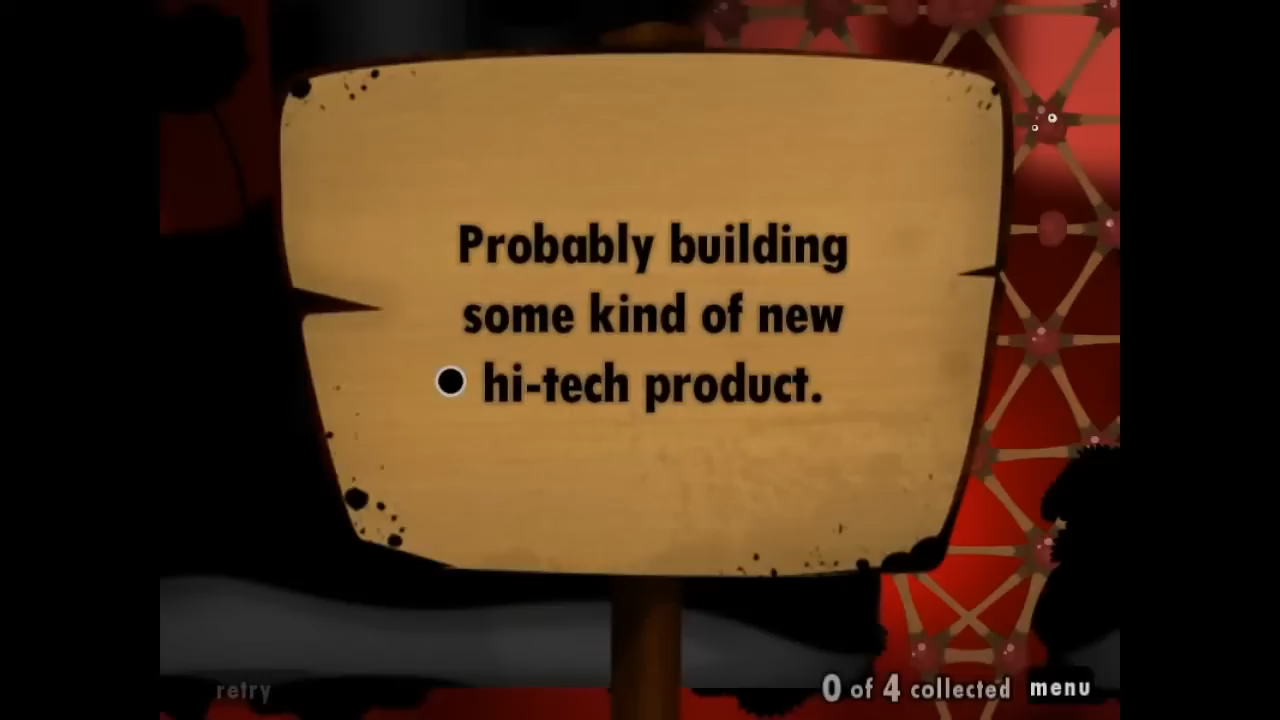 Probably building
some kind of new
hi-tech product.
retry
0 of 4 collected
menu